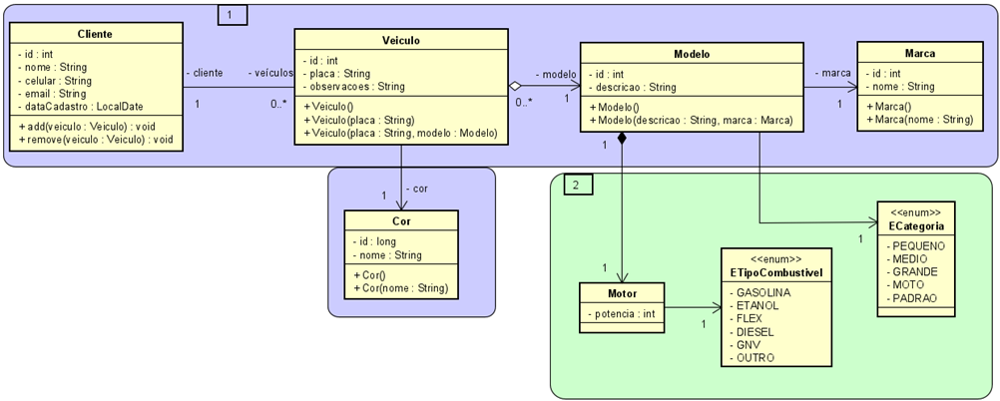 1
Cliente
- id : int
- nome : String
- celular : String
- email : String
- dataCadastro : LocalDate
+ add(veiculo : Veiculo) : void
+ remove(veiculo : Veiculo) : void
- cliente
1
- veículos
0..*
Veiculo
- id : int
- placa : String
- observacoes : String
+ Veiculo()
+ Veiculo(placa : String)
+ Veiculo(placa : String, modelo : Modelo)
0..*
- modelo
1
Modelo
- id : int
- descricao : String
+ Modelo()
+ Modelo(descricao : String, marca : Marca)
- marca
1
Marca
- id : int
- nome : String
+ Marca()
+ Marca(nome : String)
1
1
- cor
Cor
- id : long
- nome : String
+ Cor()
+ Cor(nome : String)
2
1
Motor
- potencia : int
1
<<enum>>
ETipoCombustivel
- GASOLINA
- ETANOL
- FLEX
- DIESEL
- GNV
- OUTRO
1
<<enum>>
ECategoria
- PEQUENO
- MEDIO
- GRANDE
- MOTO
- PADRAO